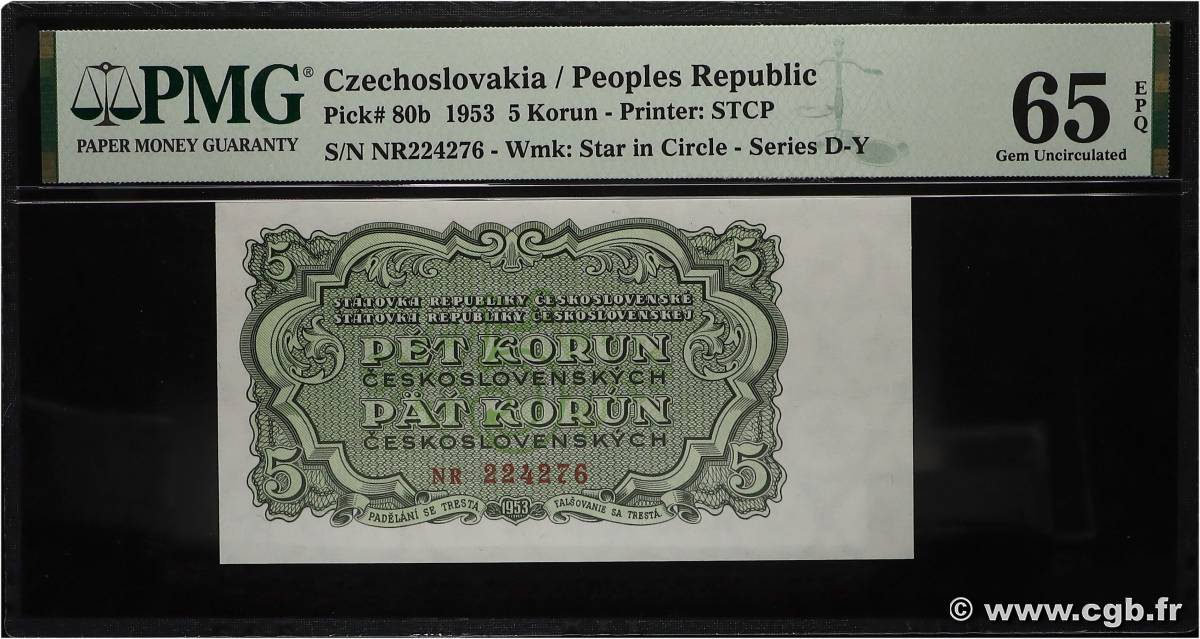 PMG®
PAPER MONEY GUARANTY
Czechoslovakia / Peoples Republic
Pick# 80b 1953 5 Korun - Printer: STCP
S/N NR224276 - Wmk: Star in Circle - Series D-Y
65 EPQ
Gem Uncirculated
5 5
STÁTOVKA REPUBLIKY ČESKOSLOVENSKÉ
ŠTÁTOVKA REPUBLIKY ČESKOSLOVENSKEJ
PĚT KORUN
ČESKOSLOVENSKÝCH
PÄŤ KORÚN
ČESKOSLOVENSKÝCH
5 5
NR 224276
PADĚLÁNÍ SE TRESTÁ 1953 FALŠOVANIE SA TRESTÁ
© www.cgb.fr